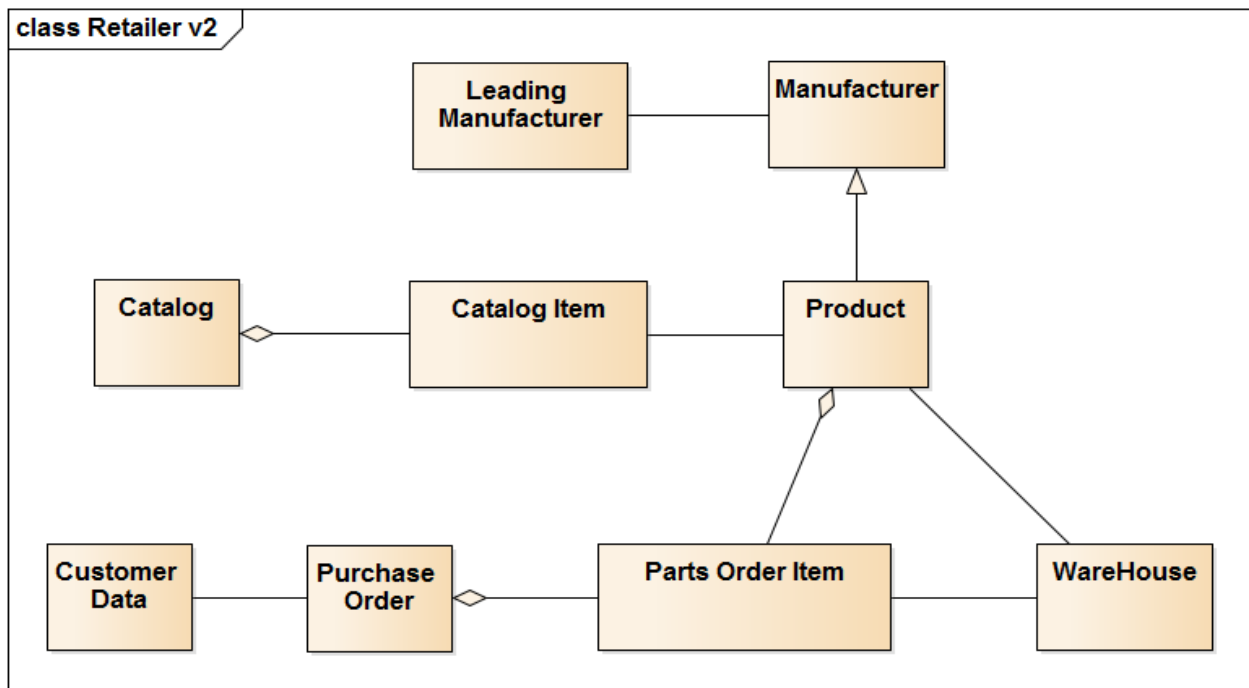 class Retailer v2
Leading
Manufacturer
Manufacturer
Catalog
Catalog Item
Product
Customer
Data
Purchase
Order
Parts Order Item
WareHouse